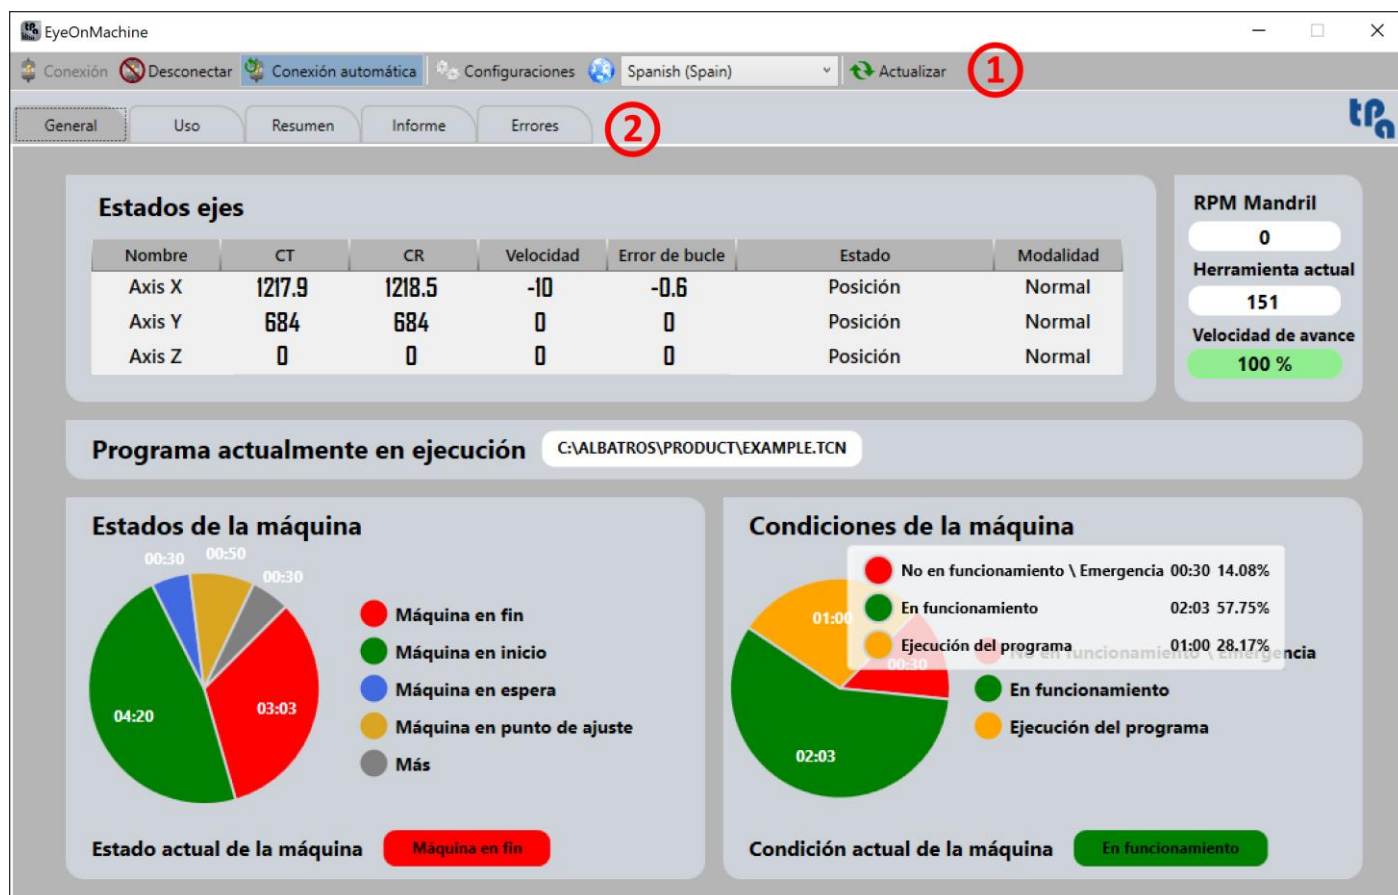 EyeOnMachine
Conexión Desconectar Conexión automática Configuraciones Spanish (Spain) Actualizar 1
General Uso Resumen Informe Errores 2
tpa
Estados ejes
Nombre CT CR Velocidad Error de bucle Estado Modalidad
Axis X 1217.9 1218.5 -10 -0.6 Posición Normal
Axis Y 684 684 0 0 Posición Normal
Axis Z 0 0 0 0 Posición Normal
RPM Mandril
0
Herramienta actual
151
Velocidad de avance
100 %
Programa actualmente en ejecución C:\ALBATROS\PRODUCT\EXAMPLE.TCN
Estados de la máquina
00:30 00:50
00:30
04:20 03:03
Máquina en fin
Máquina en inicio
Máquina en espera
Máquina en punto de ajuste
Más
Estado actual de la máquina Máquina en fin
Condiciones de la máquina
No en funcionamiento \ Emergencia 00:30 14.08%
En funcionamiento 02:03 57.75%
Ejecución del programa 01:00 28.17%
01:00
00:30
02:03
No en funcionamiento \ Emergencia
En funcionamiento
Ejecución del programa
Condición actual de la máquina En funcionamiento